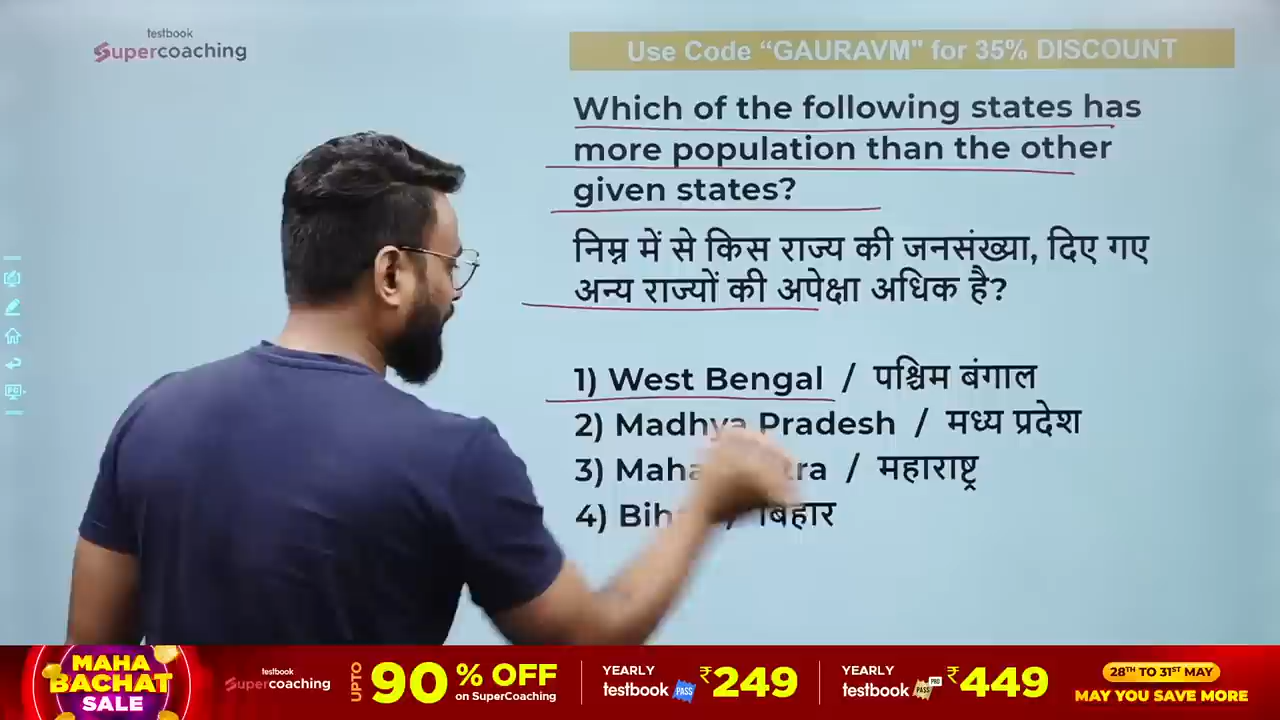 testbook
Supercoaching
Use Code “GAURAVM" for 35% DISCOUNT
Which of the following states has
more population than the other
given states?
निम्न में से किस राज्य की जनसंख्या, दिए गए
अन्य राज्यों की अपेक्षा अधिक है?
1) West Bengal / पश्चिम बंगाल
2) Madhya Pradesh / मध्य प्रदेश
3) / महाराष्ट्र
4) / बिहार
MAHA
BACHAT
SALE
testbook
Supercoaching
UPTO 90% OFF
on SuperCoaching
YEARLY
testbook PASS
₹249
YEARLY
testbook PASS PRO
₹449
28TH TO 31ST MAY
MAY YOU SAVE MORE